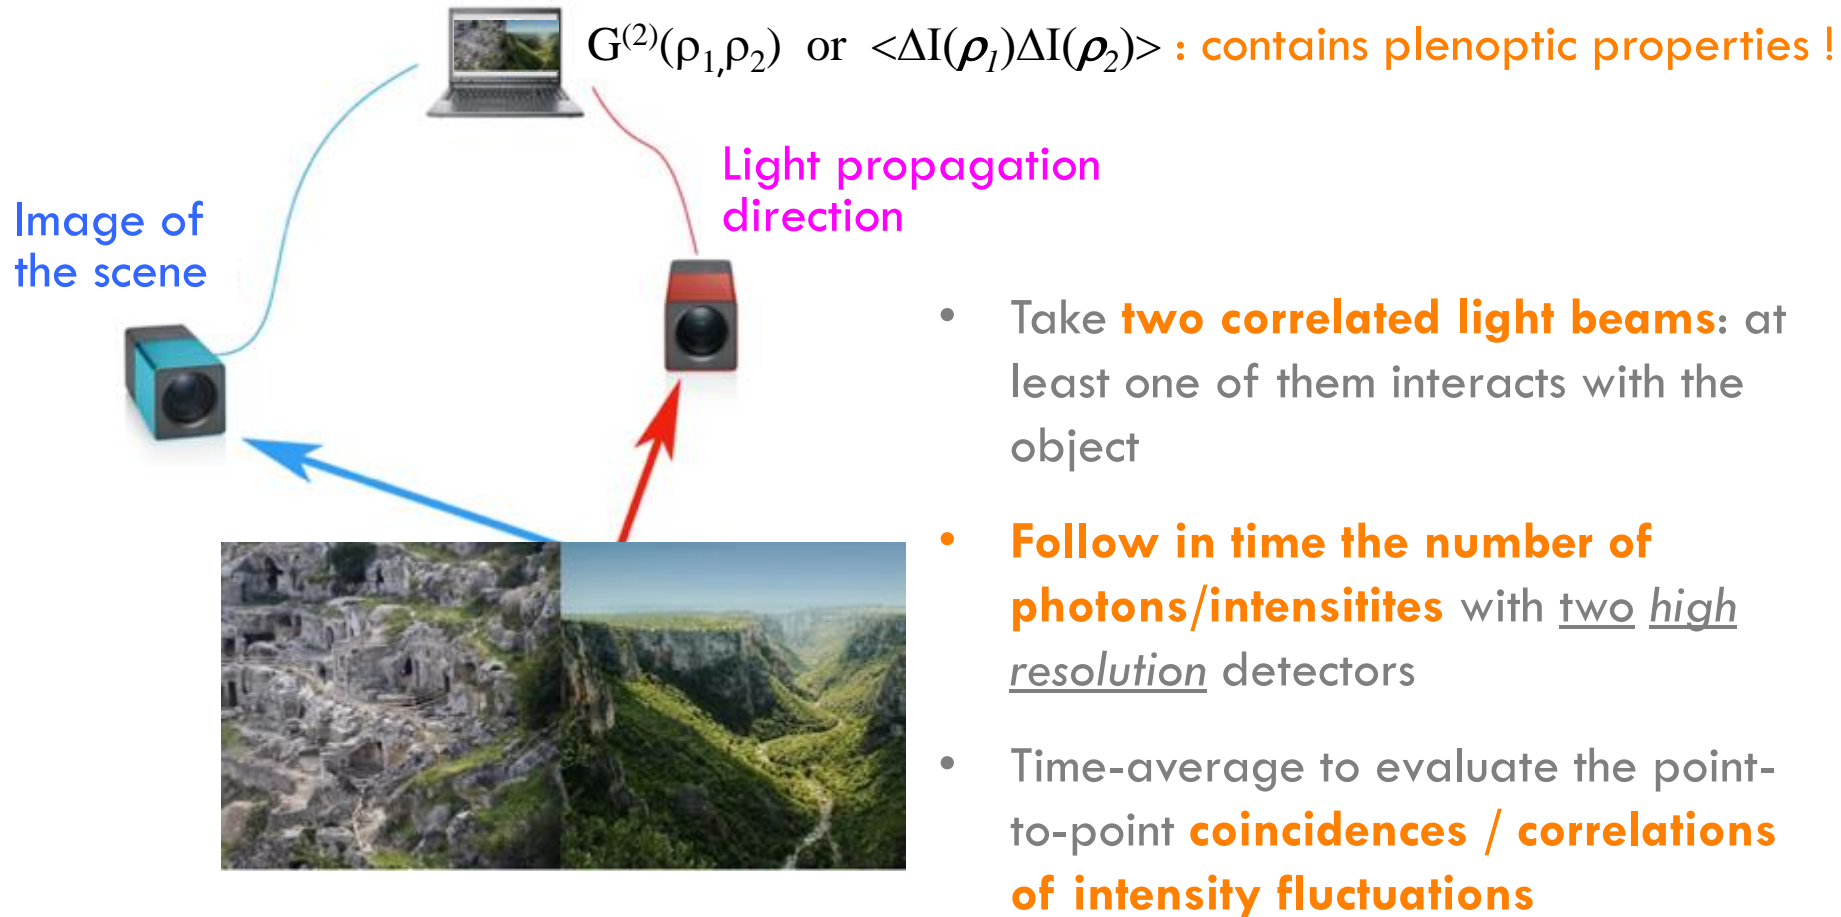 G⁽²⁾(ρ₁,ρ₂) or <ΔI(ρ₁)ΔI(ρ₂)> : contains plenoptic properties !
Light propagation
direction
Image of
the scene
• Take two correlated light beams: at
least one of them interacts with the
object
• Follow in time the number of
photons/intensitites with two high
resolution detectors
• Time-average to evaluate the point-
to-point coincidences / correlations
of intensity fluctuations